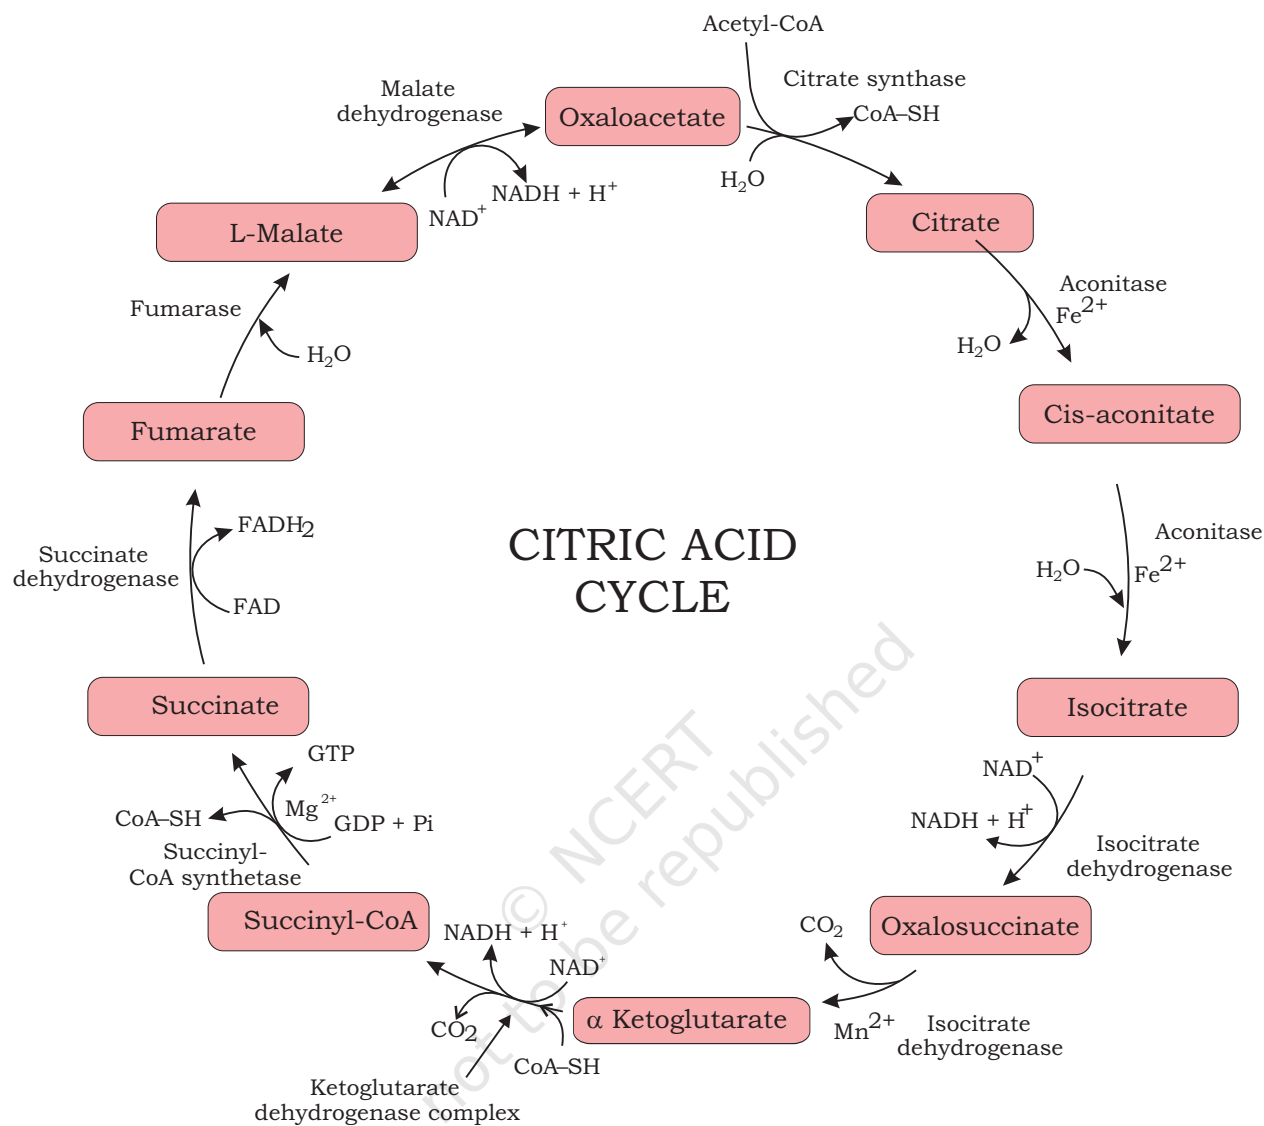 Acetyl-CoA
Citrate synthase
CoA–SH
H₂O
Malate
dehydrogenase
Oxaloacetate
NADH + H⁺
NAD⁺
L-Malate
Citrate
Aconitase
Fe²⁺
H₂O
Fumarase
H₂O
Cis-aconitate
Fumarate
Aconitase
H₂O
Fe²⁺
FADH₂
Succinate
dehydrogenase
FAD
CITRIC ACID
CYCLE
Succinate
Isocitrate
GTP
Mg²⁺
CoA–SH
GDP + Pi
Succinyl-
CoA synthetase
NAD⁺
NADH + H⁺
Isocitrate
dehydrogenase
Succinyl-CoA
Oxalosuccinate
CO₂
NADH + H⁺
NAD⁺
α Ketoglutarate
Mn²⁺
Isocitrate
dehydrogenase
CO₂
CoA–SH
Ketoglutarate
dehydrogenase complex
© NCERT
not to be republished